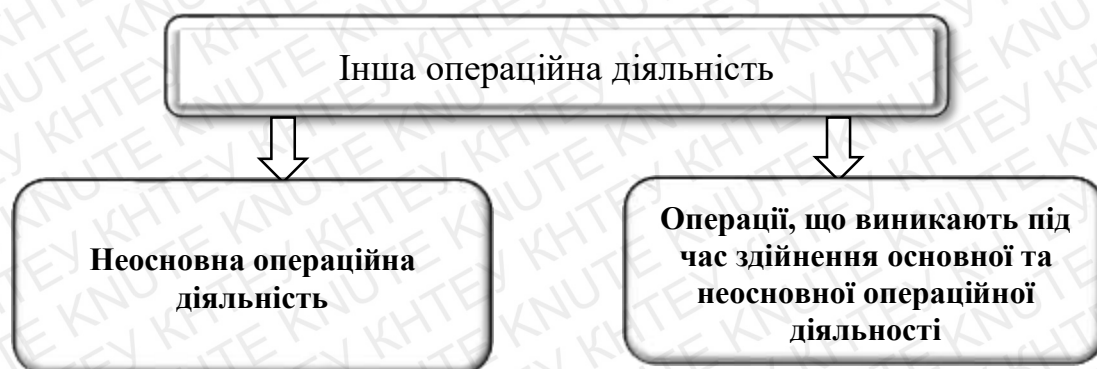 Інша операційна діяльність
Неосновна операційна
діяльність
Операції, що виникають під
час здійнення основної та
неосновної операційної
діяльності